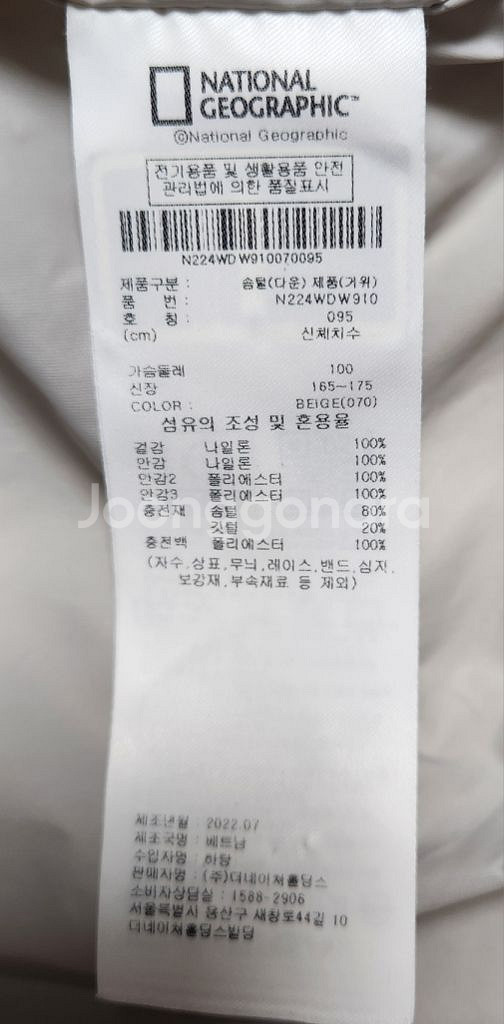 NATIONAL
GEOGRAPHIC™
©National Geographic
전기용품 및 생활용품 안전
관리법에 의한 품질표시
N224WDW910070095
제품구분 : 솜털(다운) 제품(거위)
품 번 : N224WDW910
호 칭 : 095
(cm) 신체치수
가슴둘레 100
신장 165~175
COLOR : BEIGE(070)
섬유의 조성 및 혼용율
겉감 나일론 100%
안감 나일론 100%
안감2 폴리에스터 100%
안감3 폴리에스터 100%
충전재 솜털 80%
깃털 20%
충전백 폴리에스터 100%
(자수,상표,무늬,레이스,밴드,심지,
보강재,부속재료 등 제외)
Joonggonara
제조년월 : 2022.07
제조국명 : 베트남
수입자명 : 하탕
판매자명 : (주)더네이쳐홀딩스
소비자상담실 : 1588-2906
서울특별시 용산구 새창로44길 10
더네이쳐홀딩스빌딩